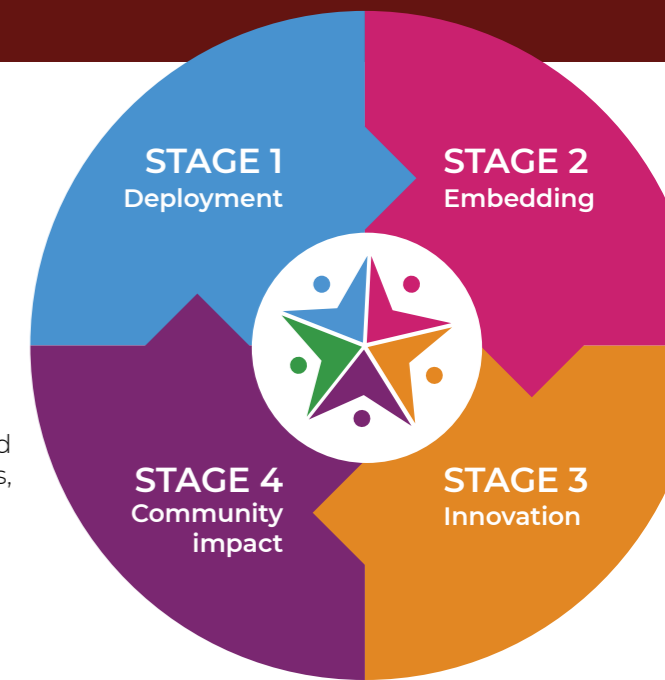 STAGE 1
Deployment
STAGE 2
Embedding
STAGE 4
Community
impact
STAGE 3
Innovation